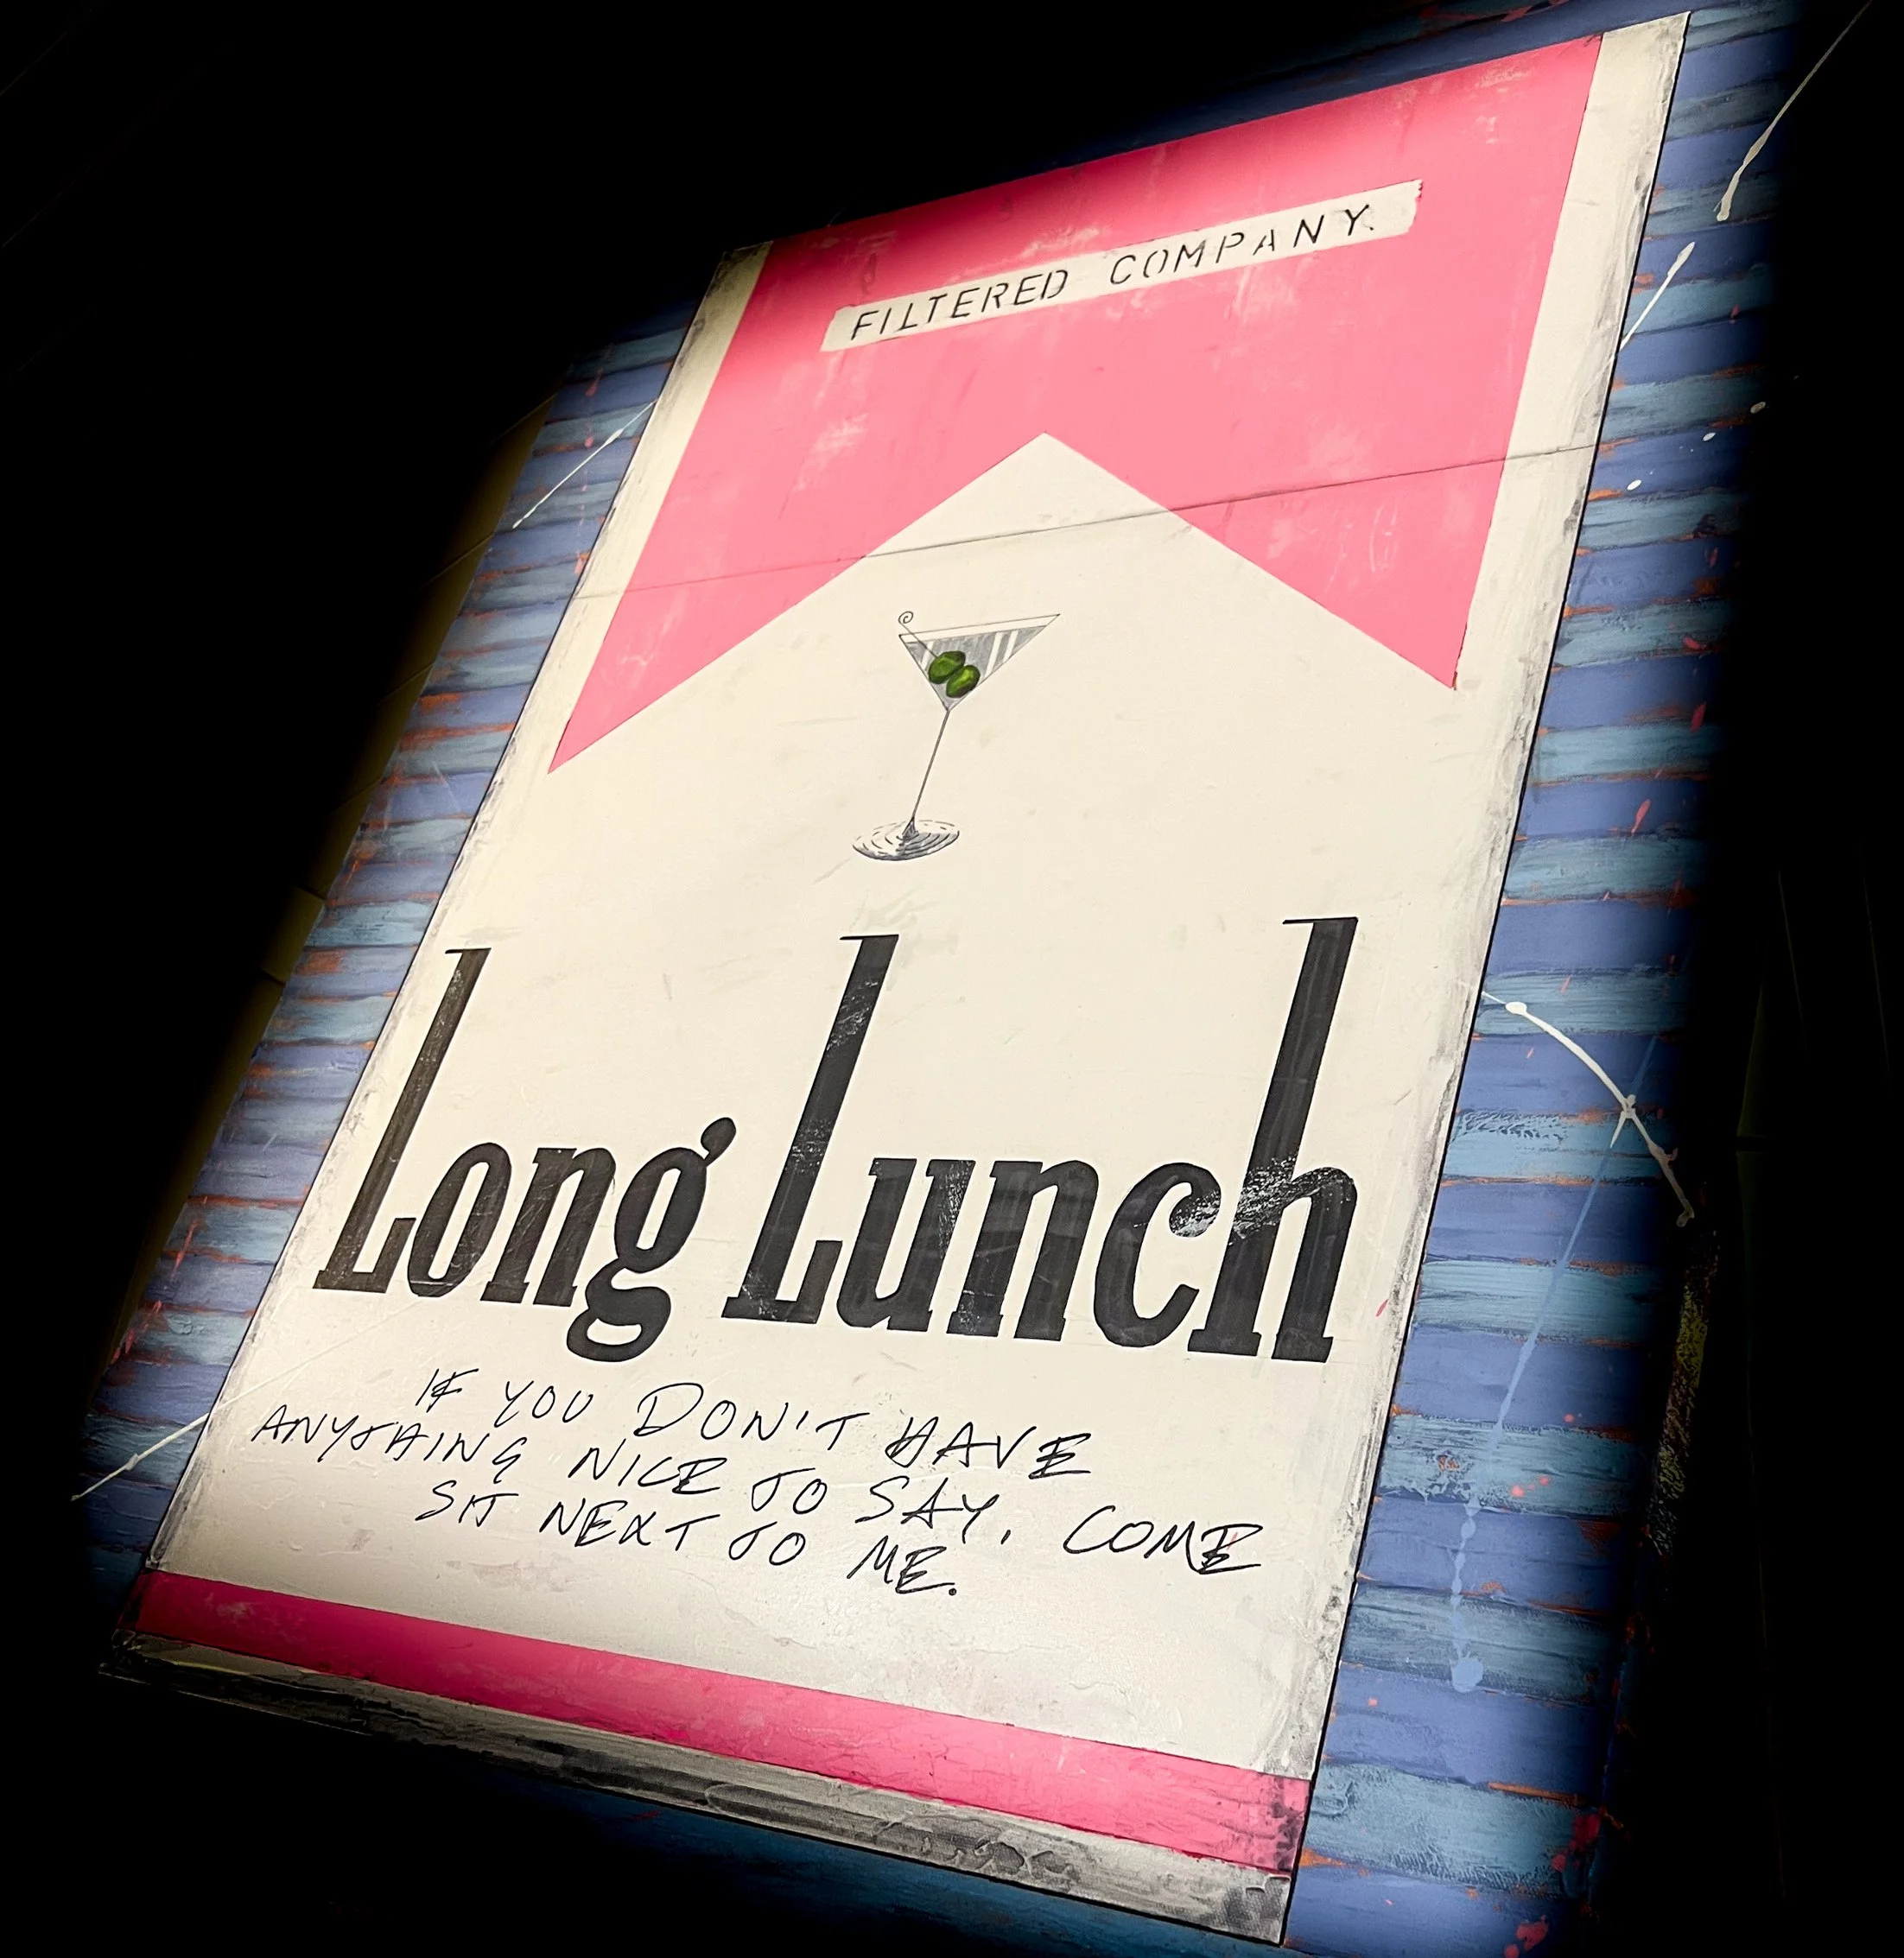 FILTERED COMPANY.
Long Lunch
IF YOU DON'T HAVE
ANYTHING NICE TO SAY, COME
SIT NEXT TO ME.